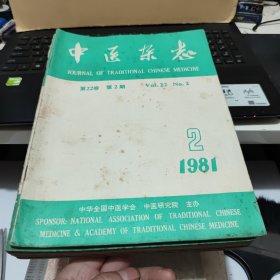 中医杂志
JOURNAL OF TRADITIONAL CHINESE MEDICINE
第22卷 第2期 Vol. 22 No. 2
2
1981
中华全国中医学会 中医研究院 主办
SPONSOR: NATIONAL ASSOCIATION OF TRADITIONAL CHINESE
MEDICINE & ACADEMY OF TRADITIONAL CHINESE MEDICINE